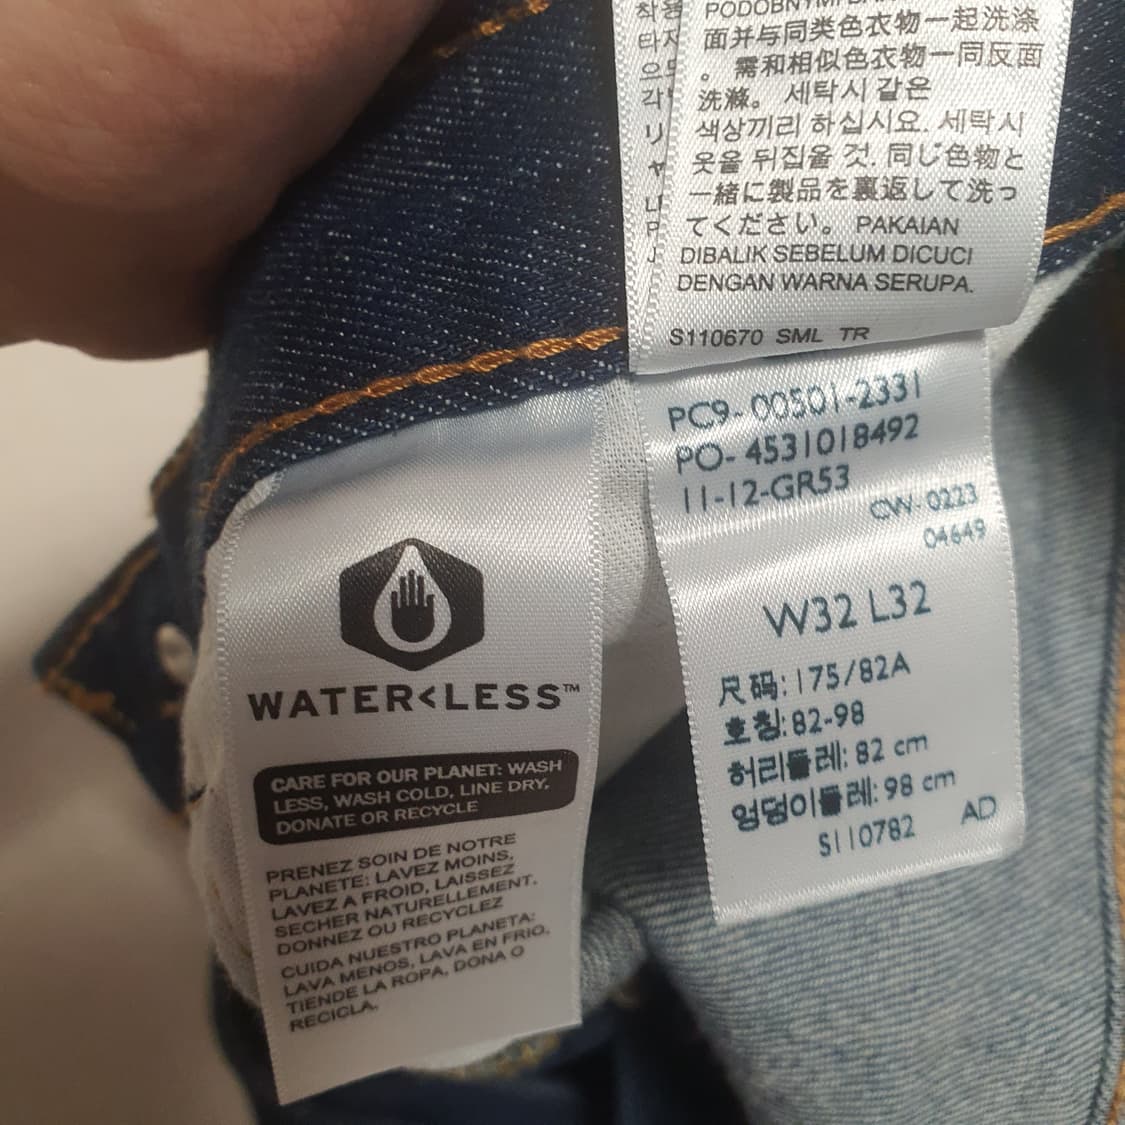 面并与同类色衣物一起洗涤
。 需和相似色衣物一同反面
洗滌。 세탁시 같은
색상끼리 하십시요. 세탁시
옷을 뒤집을 것. 同じ色物と
一緒に製品を裏返して洗っ
てください。 PAKAIAN
DIBALIK SEBELUM DICUCI
DENGAN WARNA SERUPA.
S110670 SML TR
PC9-00501-2331
PO-4531018492
11-12-GR53
CW-0223
04649
W32 L32
尺码:175/82A
호칭:82-98
허리둘레: 82 cm
엉덩이둘레: 98 cm
S110782 AD
WATER<LESS™
CARE FOR OUR PLANET: WASH
LESS, WASH COLD, LINE DRY,
DONATE OR RECYCLE
PRENEZ SOIN DE NOTRE
PLANETE: LAVEZ MOINS,
LAVEZ A FROID, LAISSEZ
SECHER NATURELLEMENT.
DONNEZ OU RECYCLEZ
CUIDA NUESTRO PLANETA:
LAVA MENOS, LAVA EN FRIO,
TIENDE LA ROPA, DONA O
RECICLA.